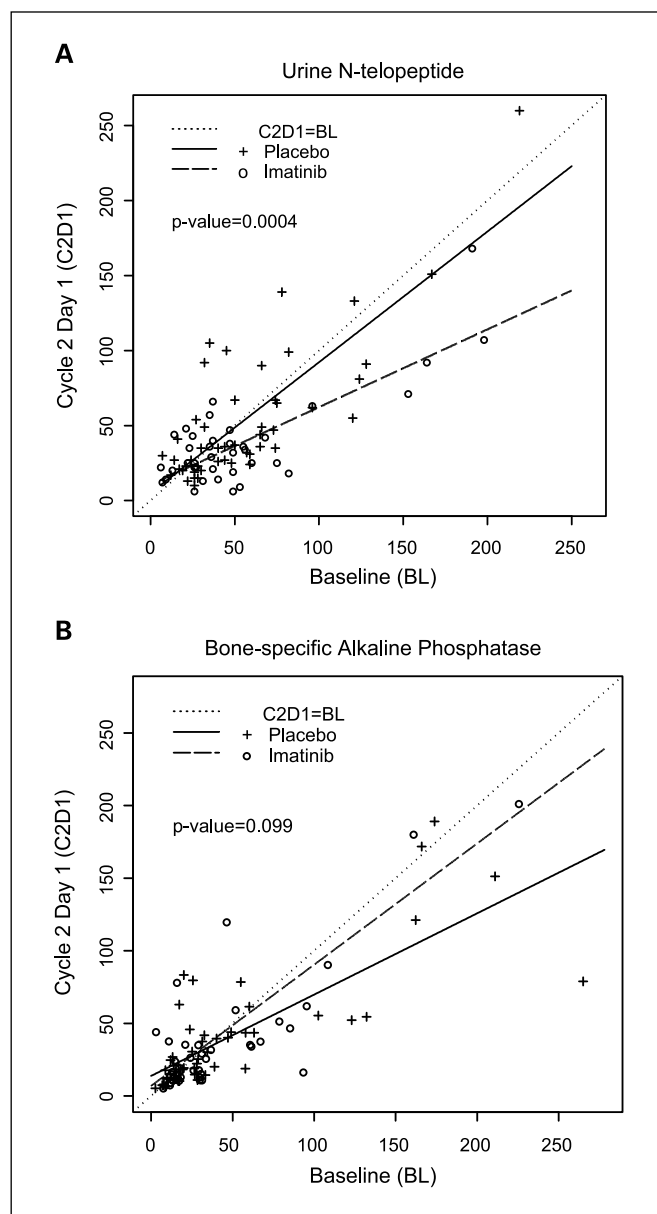 A
Urine N-telopeptide
C2D1=BL
+ Placebo
o Imatinib
p-value=0.0004
Cycle 2 Day 1 (C2D1)
250
200
150
100
50
0
0 50 100 150 200 250
Baseline (BL)
B
Bone-specific Alkaline Phosphatase
C2D1=BL
+ Placebo
o Imatinib
p-value=0.099
Cycle 2 Day 1 (C2D1)
250
200
150
100
50
0
0 50 100 150 200 250
Baseline (BL)